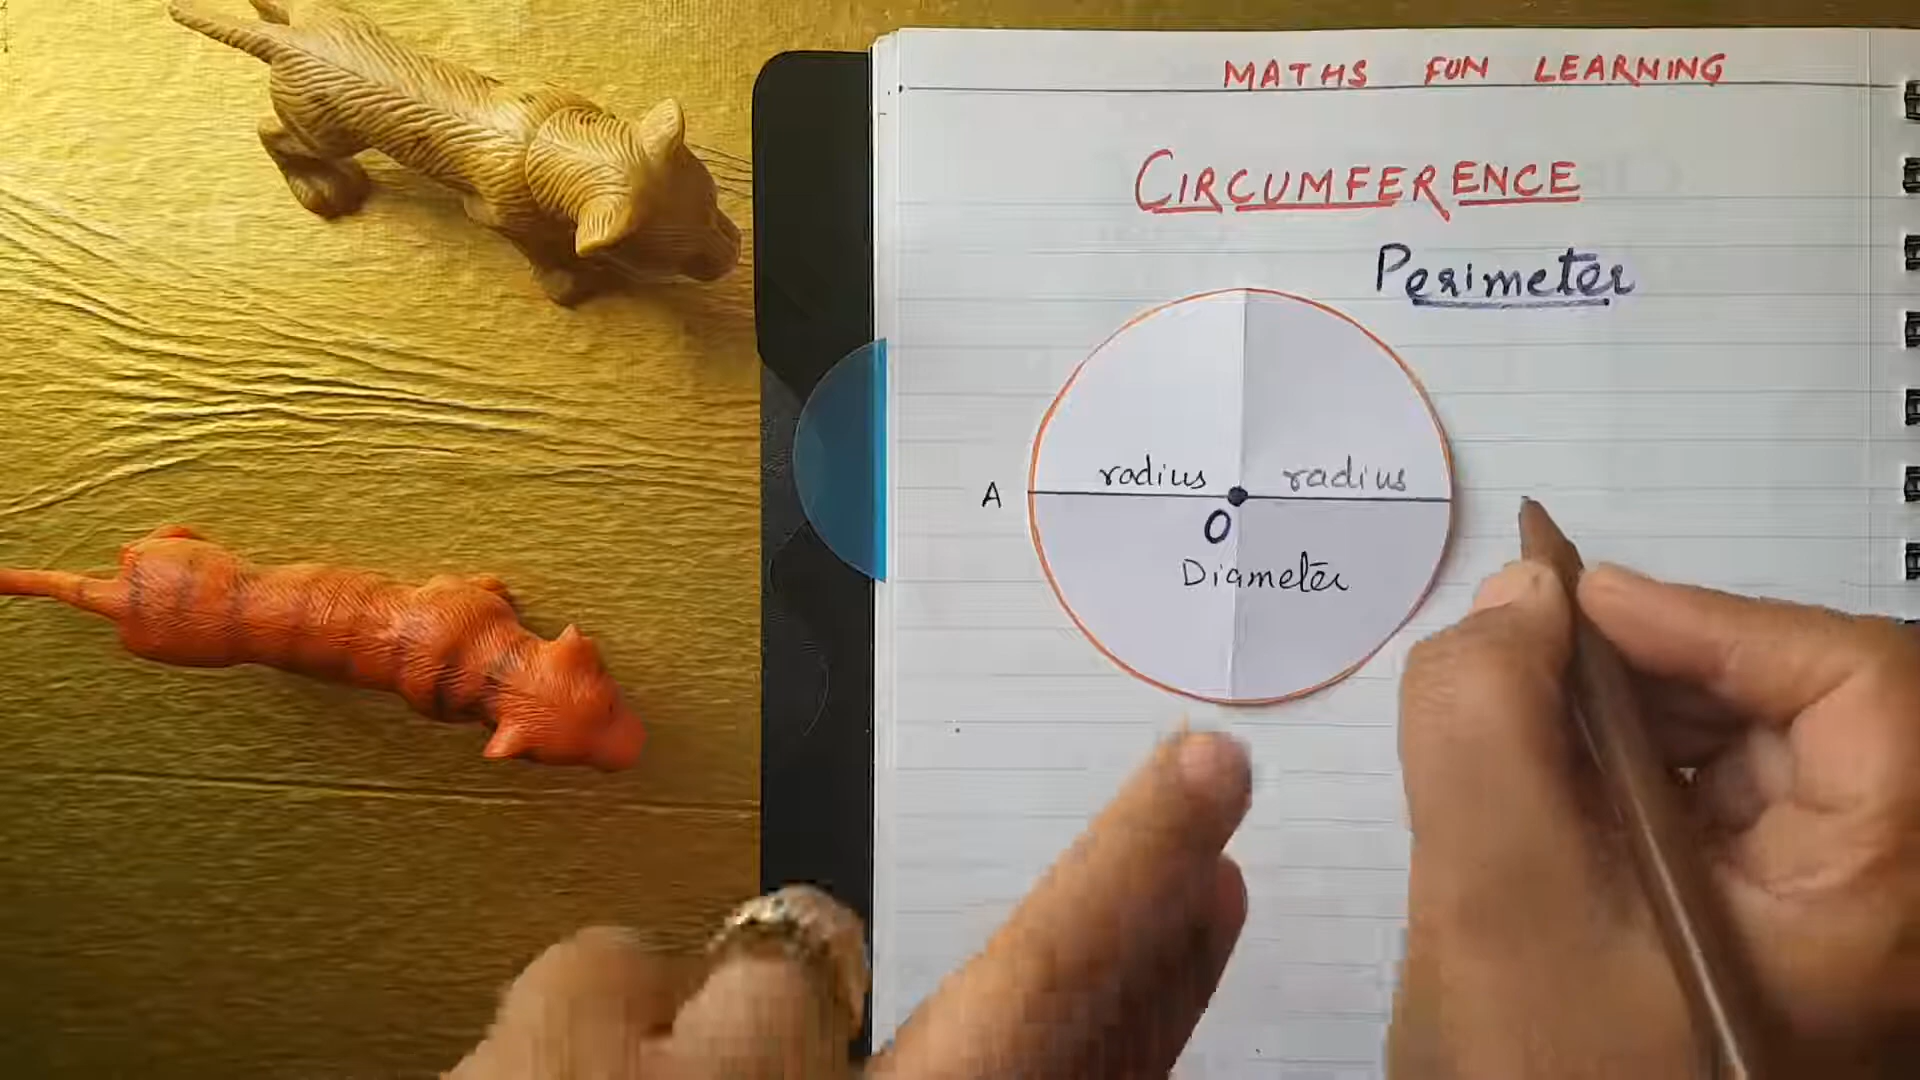 MATHS FUN LEARNING
CIRCUMFERENCE
Perimeter
radius radius
A
O
Diameter